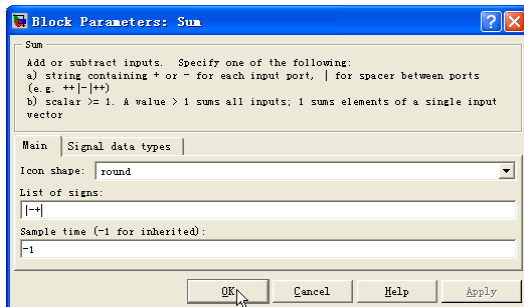 Block Parameters: Sum
Sum
Add or subtract inputs. Specify one of the following:
a) string containing + or - for each input port, | for spacer between ports
(e.g. ++|-|++)
b) scalar >= 1. A value > 1 sums all inputs; 1 sums elements of a single input
vector
Main Signal data types
Icon shape: round
List of signs:
|-+|
Sample time (-1 for inherited):
-1
OK Cancel Help Apply